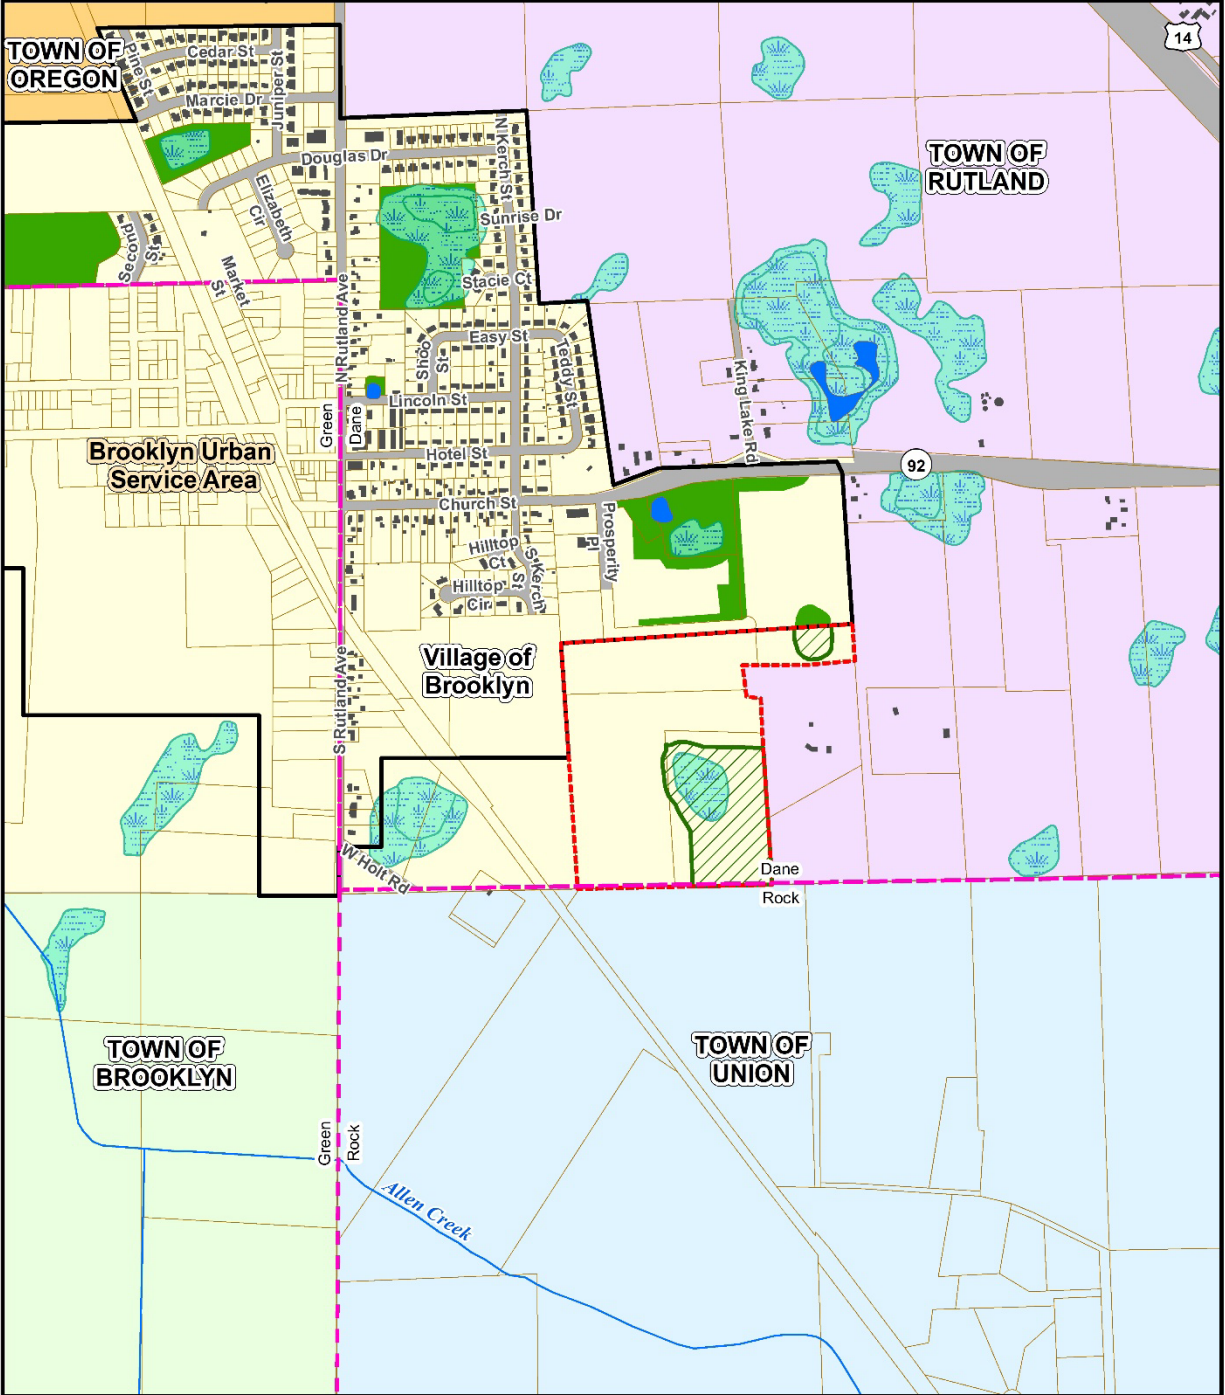 14
TOWN OF
OREGON
Pine St
Cedar St
Juniper St
Marcie Dr
Douglas Dr
N Kerch St
TOWN OF
RUTLAND
Elizabeth
Cir
Sunrise Dr
Second
St
Market
St
Stacie Ct
N Rutland Ave
Easy St
Shoo
St
Teddy St
King Lake Rd
Lincoln St
Green
Dane
Hotel St
Brooklyn Urban
Service Area
92
Church St
Prosperity
Pl
Hilltop
Ct
S Kerch
St
Hilltop
Cir
Village of
Brooklyn
S Rutland Ave
W Holt Rd
Dane
Rock
TOWN OF
BROOKLYN
TOWN OF
UNION
Green
Rock
Allen Creek